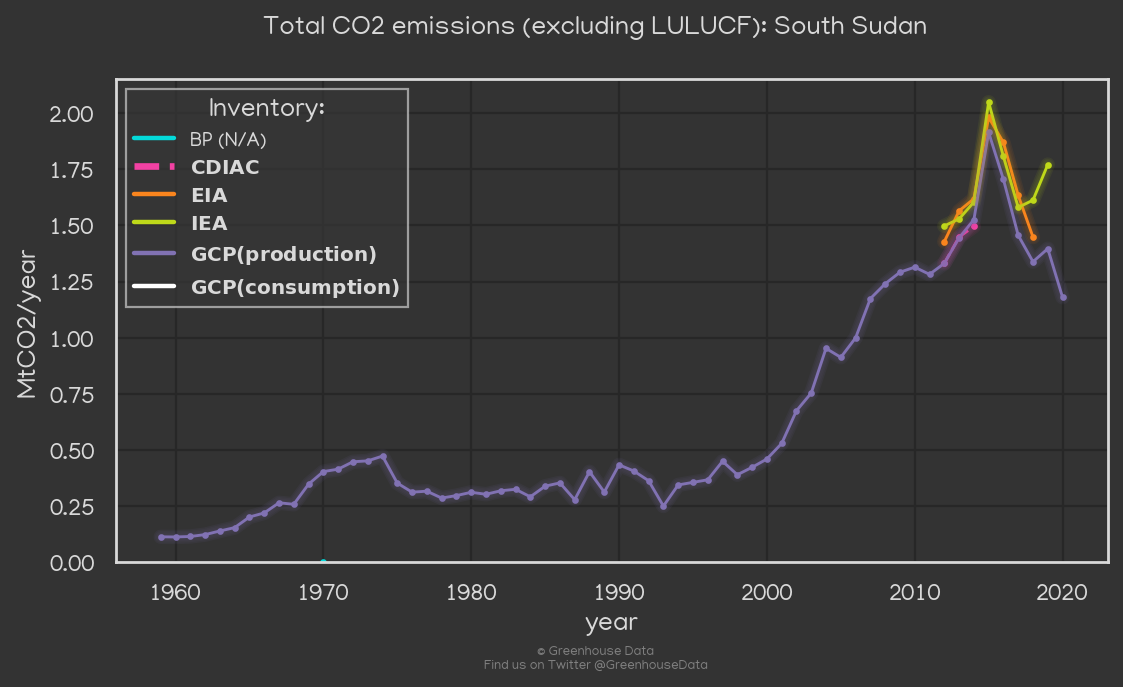 Total CO2 emissions (excluding LULUCF): South Sudan
Inventory:
BP (N/A)
CDIAC
EIA
IEA
GCP(production)
GCP(consumption)
MtCO2/year
2.00
1.75
1.50
1.25
1.00
0.75
0.50
0.25
0.00
1960 1970 1980 1990 2000 2010 2020
year
© Greenhouse Data
Find us on Twitter @GreenhouseData